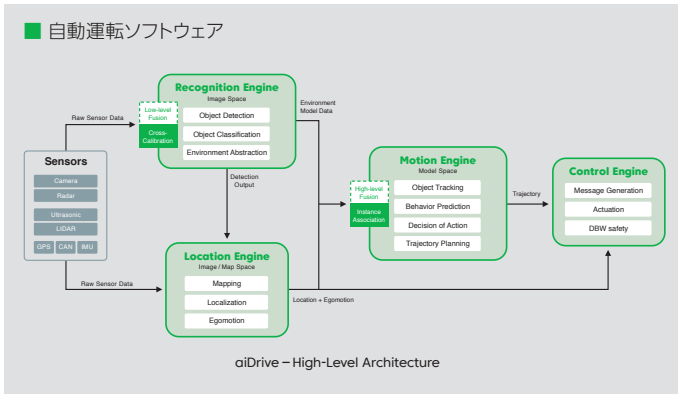 自動運転ソフトウェア
Recognition Engine
Image Space
Low-level
Fusion
Cross-
Calibration
Object Detection
Object Classification
Environment Abstraction
Raw Sensor Data
Environment
Model Data
Sensors
Camera
Radar
Ultrasonic
LIDAR
GPS CAN IMU
Detection
Output
Motion Engine
Model Space
High-level
Fusion
Instance
Association
Object Tracking
Behavior Prediction
Decision of Action
Trajectory Planning
Trajectory
Control Engine
Message Generation
Actuation
DBW safety
Location Engine
Image / Map Space
Mapping
Localization
Egomotion
Raw Sensor Data
Location + Egomotion
aiDrive – High-Level Architecture